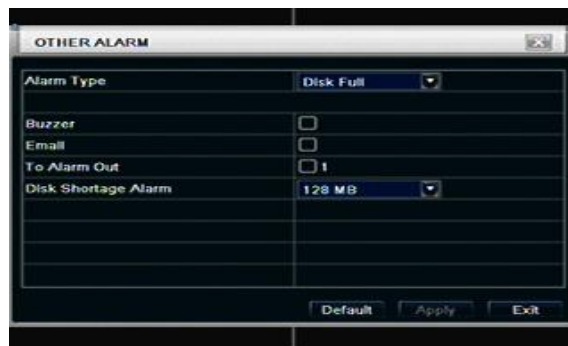 OTHER ALARM
Alarm Type Disk Full
Buzzer
Email
To Alarm Out 1
Disk Shortage Alarm 128 MB
Default Apply Exit